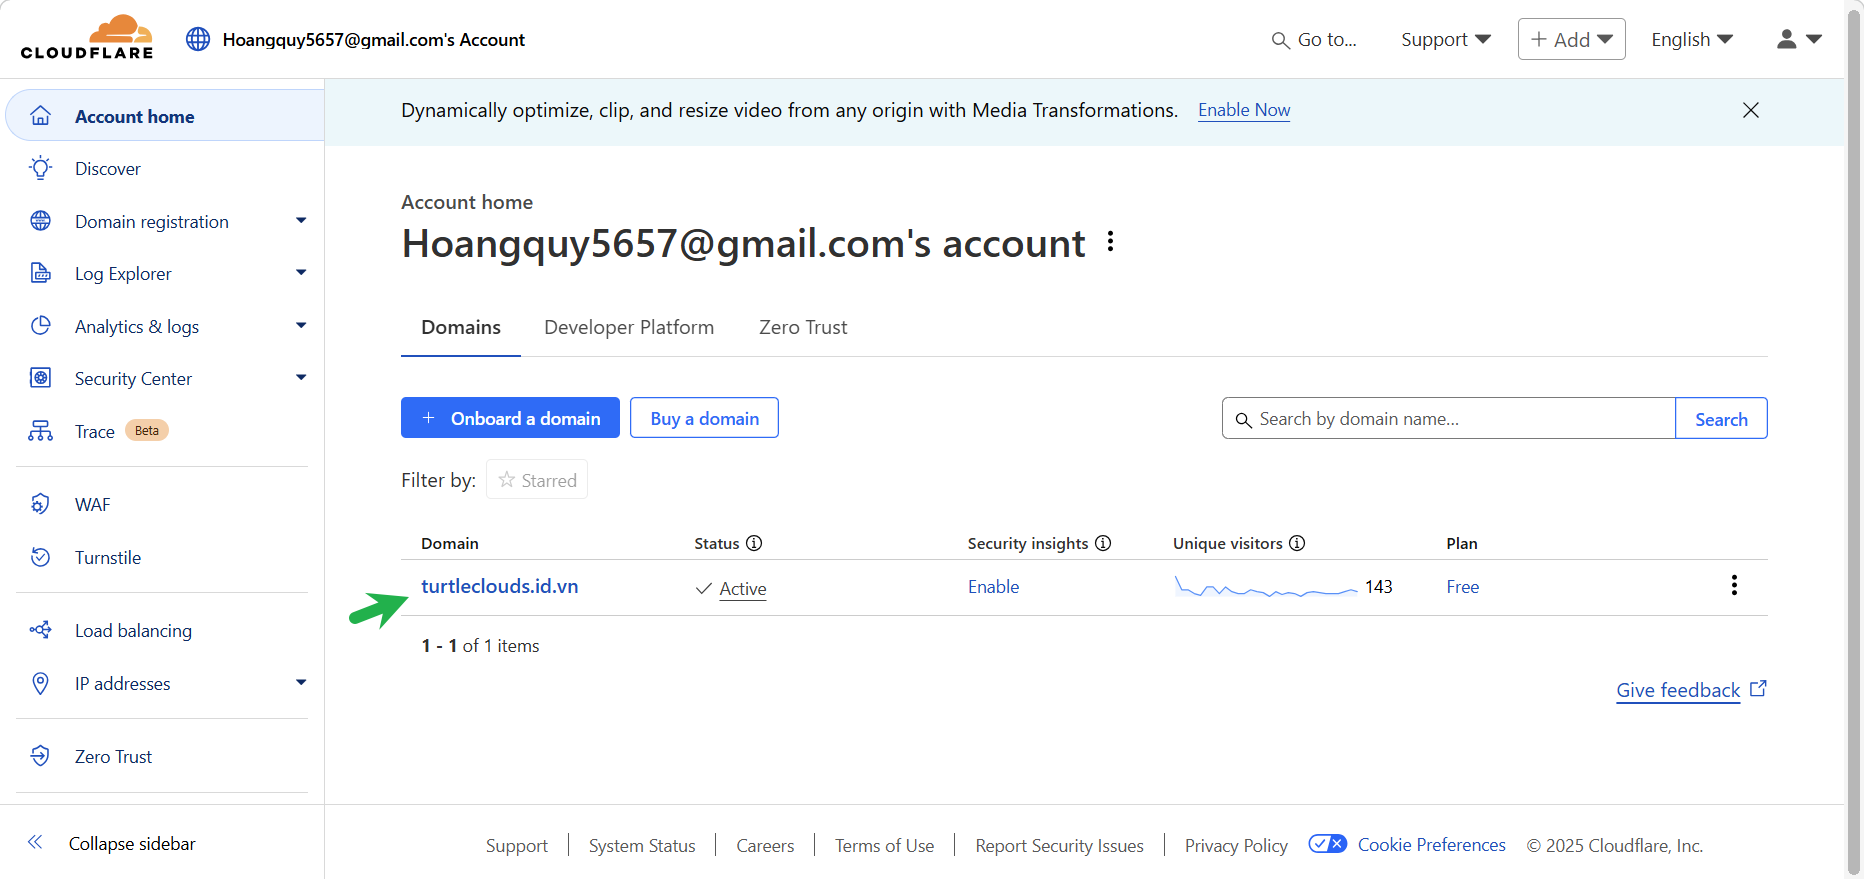 CLOUDFLARE
Hoangquy5657@gmail.com's Account
Go to...
Support
+ Add
English
Account home
Discover
Domain registration
Log Explorer
Analytics & logs
Security Center
Trace Beta
WAF
Turnstile
Load balancing
IP addresses
Zero Trust
Collapse sidebar
Dynamically optimize, clip, and resize video from any origin with Media Transformations. Enable Now
Account home
Hoangquy5657@gmail.com's account
Domains Developer Platform Zero Trust
+ Onboard a domain Buy a domain
Search by domain name... Search
Filter by: Starred
Domain Status Security insights Unique visitors Plan
turtleclouds.id.vn Active Enable 143 Free
1 - 1 of 1 items
Give feedback
Support System Status Careers Terms of Use Report Security Issues Privacy Policy Cookie Preferences © 2025 Cloudflare, Inc.